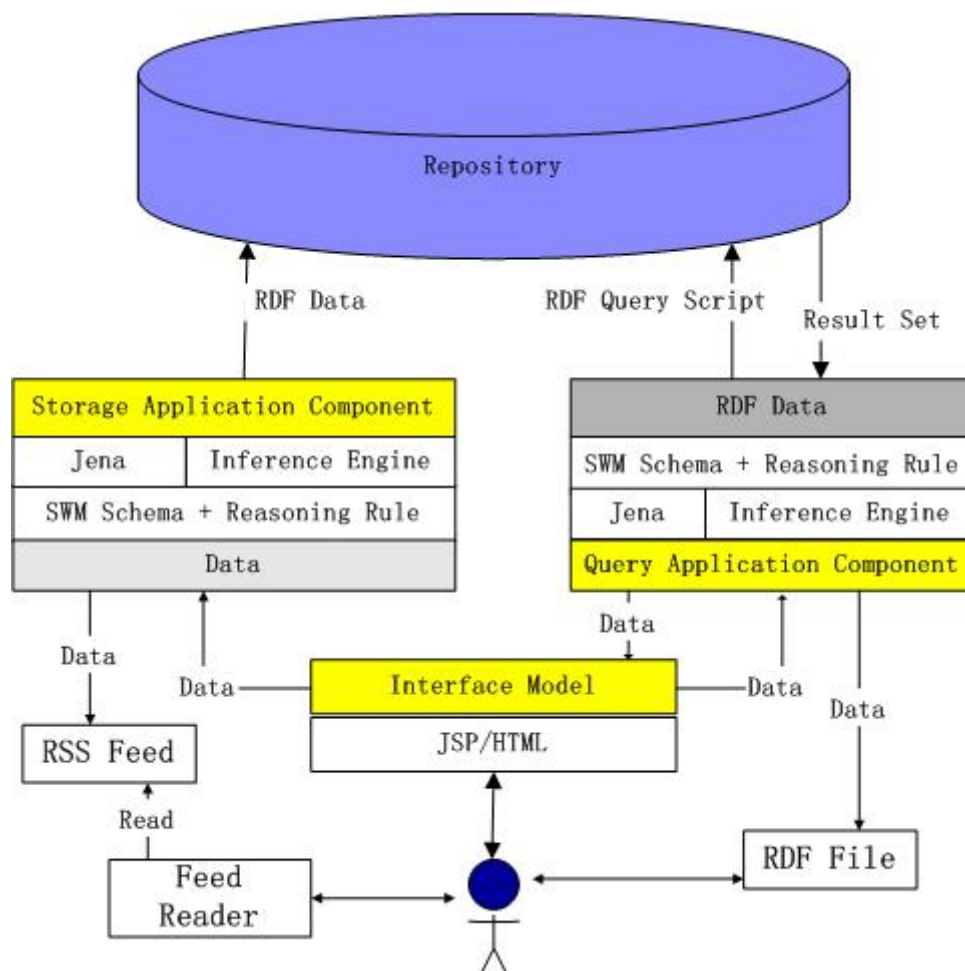 Repository
RDF Data
RDF Query Script
Result Set
Storage Application Component
Jena
Inference Engine
SWM Schema + Reasoning Rule
Data
RDF Data
SWM Schema + Reasoning Rule
Jena
Inference Engine
Query Application Component
Data
Data
Data
Interface Model
Data
Data
JSP/HTML
RSS Feed
Read
Feed
Reader
RDF File